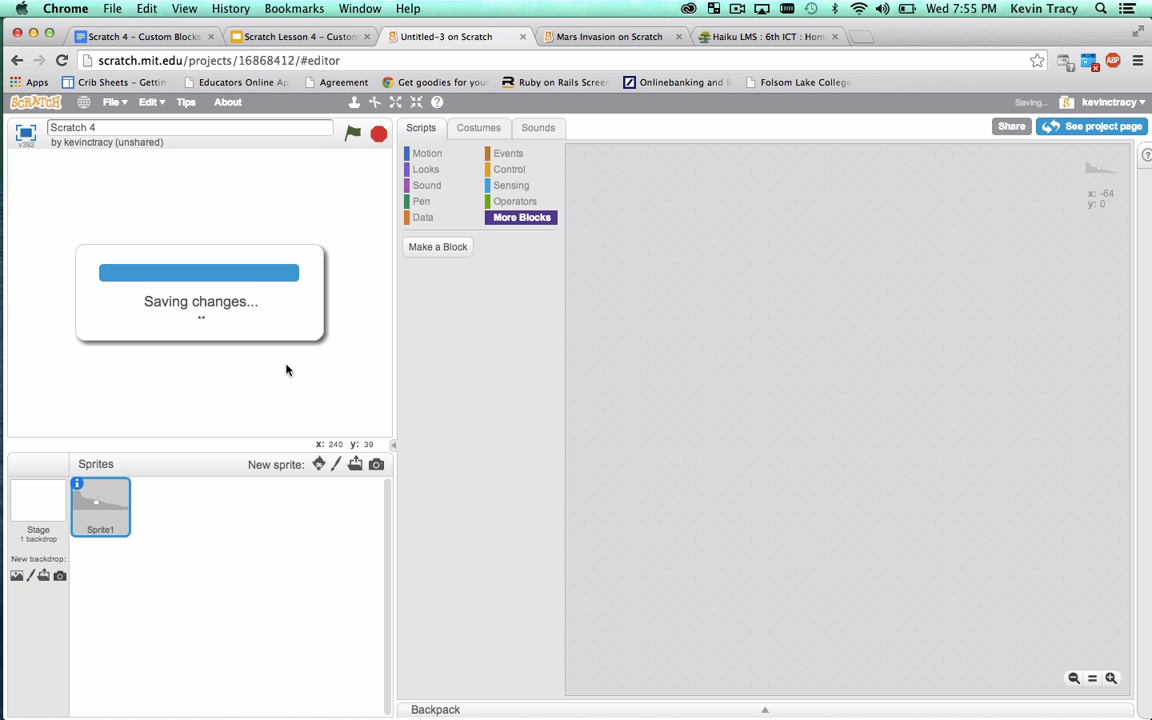 Chrome File Edit View History Bookmarks Window Help Wed 7:55 PM Kevin Tracy
Scratch 4 – Custom Blocks Scratch Lesson 4 – Custom Untitled-3 on Scratch Mars Invasion on Scratch Haiku LMS : 6th ICT : Hom
scratch.mit.edu/projects/16868412/#editor
Apps Crib Sheets – Gettin Educators Online Ap Agreement Get goodies for your Ruby on Rails Screen Onlinebanking and B Folsom Lake College
SCRATCH File Edit Tips About Saving... kevinctracy
Scratch 4
by kevinctracy (unshared)
v392
Scripts Costumes Sounds
Share See project page
Motion Events
Looks Control
Sound Sensing
Pen Operators
Data More Blocks
Make a Block
x: -64
y: 0
Saving changes...
x: 240 y: 39
Sprites New sprite:
Stage
1 backdrop
Sprite1
New backdrop:
Backpack